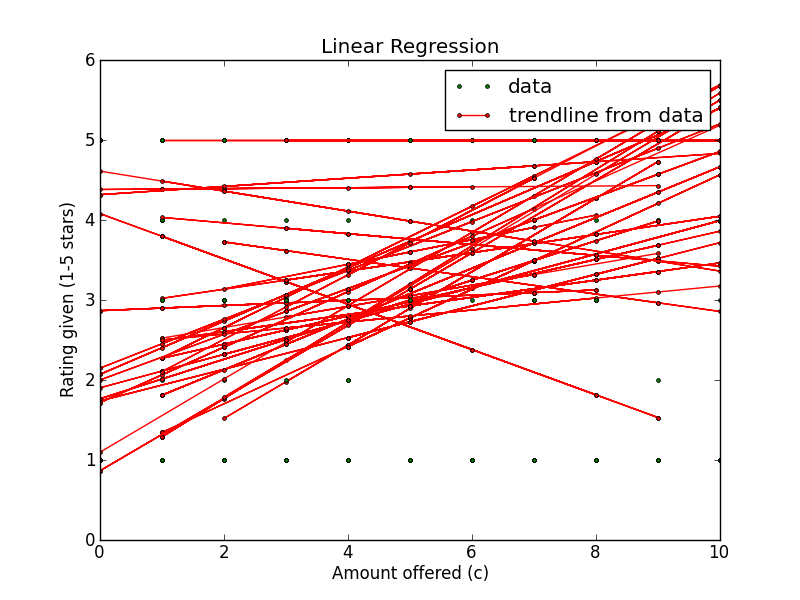 Linear Regression
data
trendline from data
6
5
4
3
2
1
0
Rating given (1-5 stars)
0 2 4 6 8 10
Amount offered (c)